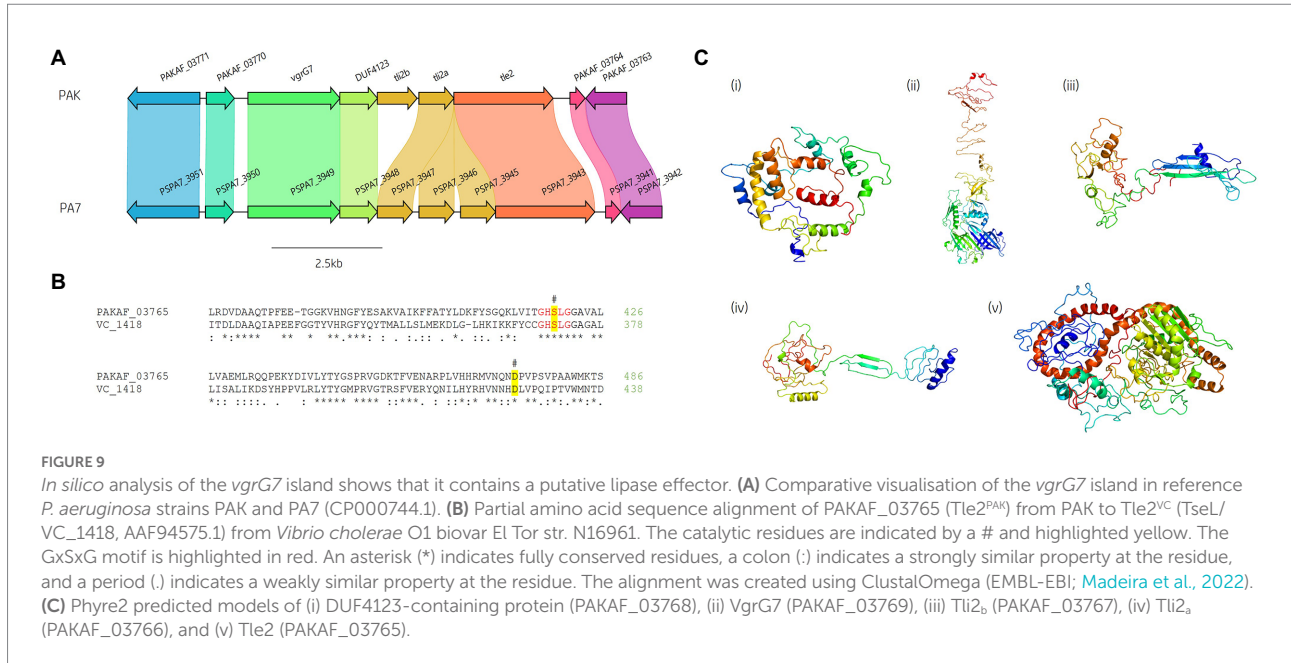 A
C
PAKAF_03771
PAKAF_03770
vgrG7
DUF4123
tli2b
tli2a
tle2
PAKAF_03764
PAKAF_03763
PAK
PSPA7_3951
PSPA7_3950
PSPA7_3949
PSPA7_3948
PSPA7_3947
PSPA7_3946
PSPA7_3945
PSPA7_3943
PSPA7_3941
PSPA7_3942
PA7
2.5kb
(i)
(ii)
(iii)
(iv)
(v)
B
#
PAKAF_03765 LRDVDAAQTPFEE-TGGKVHNGFYESAKVAIKFFATYLDKFYSGQKLVITGHSLGGAVAL 426
VC_1418 ITDLDAAQIAPEEFGGTYVHRGFYQYTMALLSLMEKDLG-LHKIKKFYCCGHSLGGAGAL 378
#
PAKAF_03765 LVAEMLRQQPEKYDIVLYTYGAPRAADKTFVENARPLVHHRMVNQNDPVPSVPAAWMKTS 486
VC_1418 ISALIKDSYHPPVLRLYTYGMPRVGTRSFVERYQNILHYRHVNNHDLVPQIPTVWMNTD 438
FIGURE 9
In silico analysis of the vgrG7 island shows that it contains a putative lipase effector. (A) Comparative visualisation of the vgrG7 island in reference
P. aeruginosa strains PAK and PA7 (CP000744.1). (B) Partial amino acid sequence alignment of PAKAF_03765 (Tle2PAK) from PAK to Tle2VC (TseL/
VC_1418, AAF94575.1) from Vibrio cholerae O1 biovar El Tor str. N16961. The catalytic residues are indicated by a # and highlighted yellow. The
GxSxG motif is highlighted in red. An asterisk (*) indicates fully conserved residues, a colon (:) indicates a strongly similar property at the residue,
and a period (.) indicates a weakly similar property at the residue. The alignment was created using ClustalOmega (EMBL-EBI; Madeira et al., 2022).
(C) Phyre2 predicted models of (i) DUF4123-containing protein (PAKAF_03768), (ii) VgrG7 (PAKAF_03769), (iii) Tli2b (PAKAF_03767), (iv) Tli2a
(PAKAF_03766), and (v) Tle2 (PAKAF_03765).